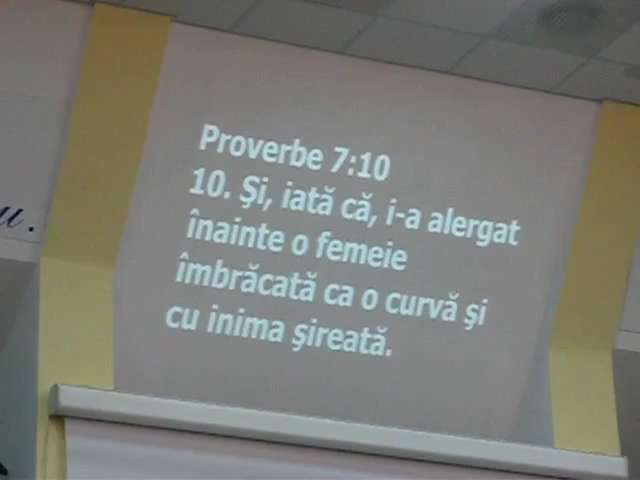 Proverbe 7:10
10. Şi, iată că, i-a alergat
înainte o femeie
îmbrăcată ca o curvă şi
cu inima şireată.
u.